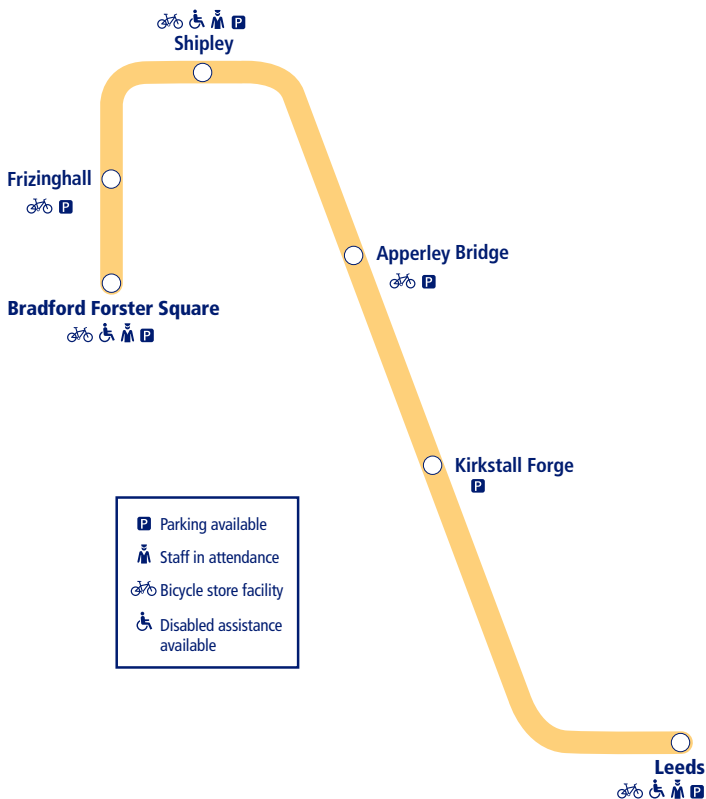 P
Shipley
Frizinghall
P
Apperley Bridge
P
Bradford Forster Square
P
Kirkstall Forge
P
P Parking available
Staff in attendance
Bicycle store facility
Disabled assistance
available
Leeds
P